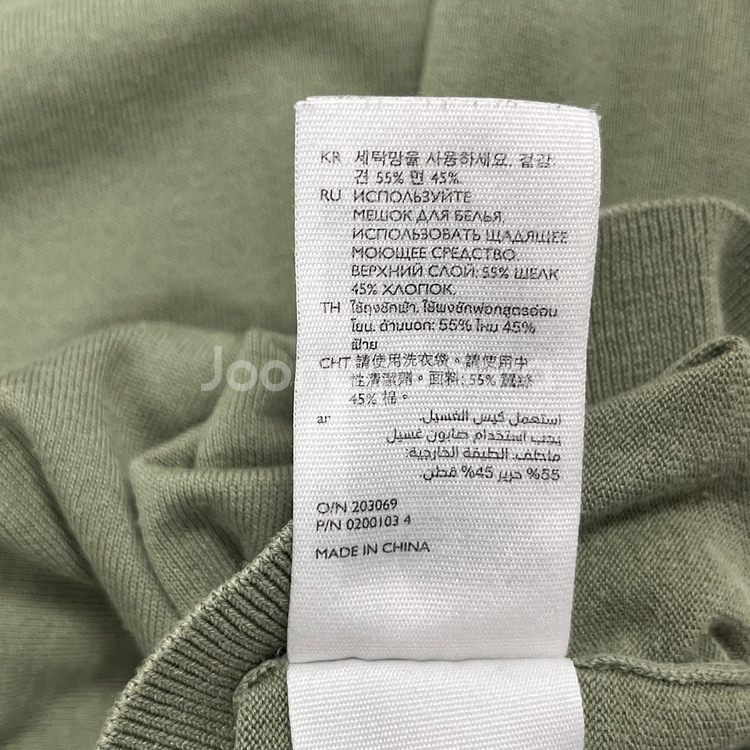 KR 세탁망을 사용하세요. 겉감:
견 55% 면 45%.
RU ИСПОЛЬЗУЙТЕ
МЕШОК ДЛЯ БЕЛЬЯ.
ИСПОЛЬЗОВАТЬ ЩАДЯЩЕЕ
МОЮЩЕЕ СРЕДСТВО.
ВЕРХНИЙ СЛОЙ: 55% ШЕЛК
45% ХЛОПОК.
TH ใช้ถุงซักผ้า. ใช้ผงซักฟอกสูตรอ่อน
โยน. ด้านนอก: 55% ไหม 45%
ฝ้าย
CHT 請使用洗衣袋。請使用中
性清潔劑。面料: 55% 蠶絲
45% 棉。
ar استعمل كيس الغسيل.
يجب استخدام صابون غسيل
ملطف. الطبقة الخارجية:
55% حرير 45% قطن.
O/N 203069
P/N 0200103 4
MADE IN CHINA